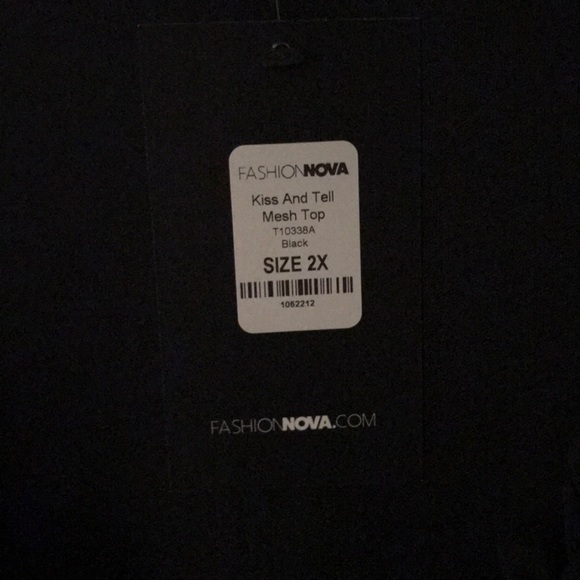 FASHIONNOVA
Kiss And Tell
Mesh Top
T10338A
Black
SIZE 2X
1062212
FASHIONNOVA.COM